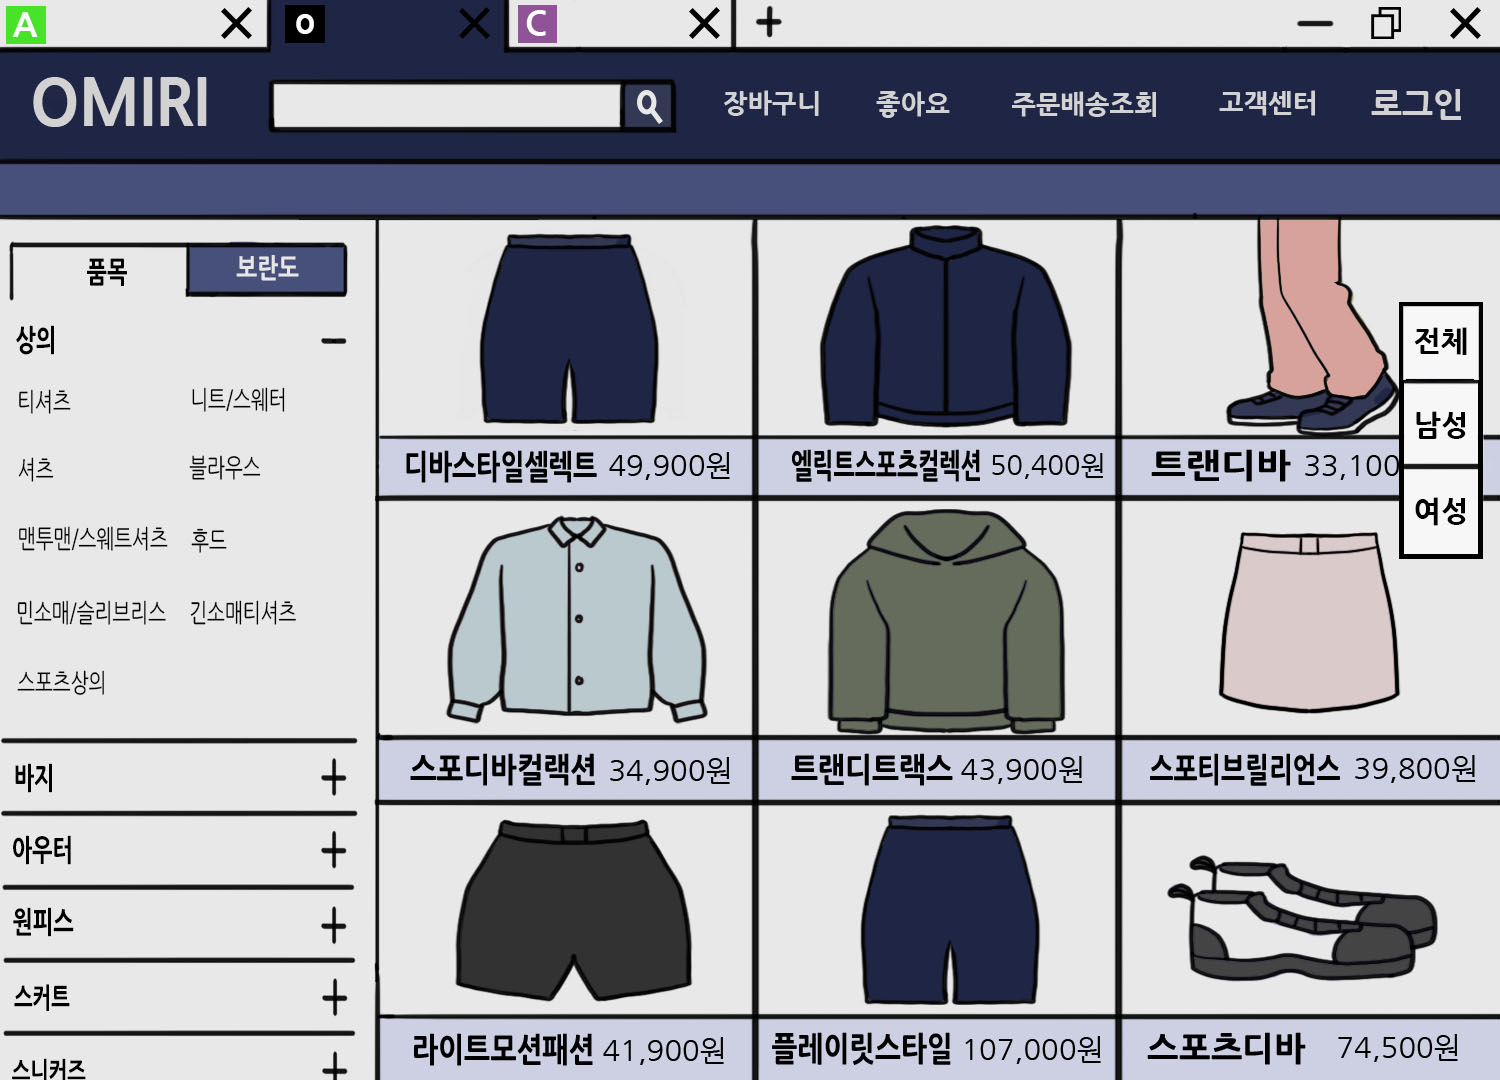 A
O
C
OMIRI
장바구니 좋아요 주문배송조회 고객센터 로그인
품목 보란도
상의
티셔츠 니트/스웨터
셔츠 블라우스
맨투맨/스웨트셔츠 후드
민소매/슬리브리스 긴소매티셔츠
스포츠상의
바지
아우터
원피스
스커트
스니커즈
디바스타일셀렉트 49,900원
엘릭트스포츠컬렉션 50,400원
트랜디바 33,100
스포디바컬랙션 34,900원
트랜디트랙스 43,900원
스포티브릴리언스 39,800원
라이트모션패션 41,900원
플레이릿스타일 107,000원
스포츠디바 74,500원
전체
남성
여성